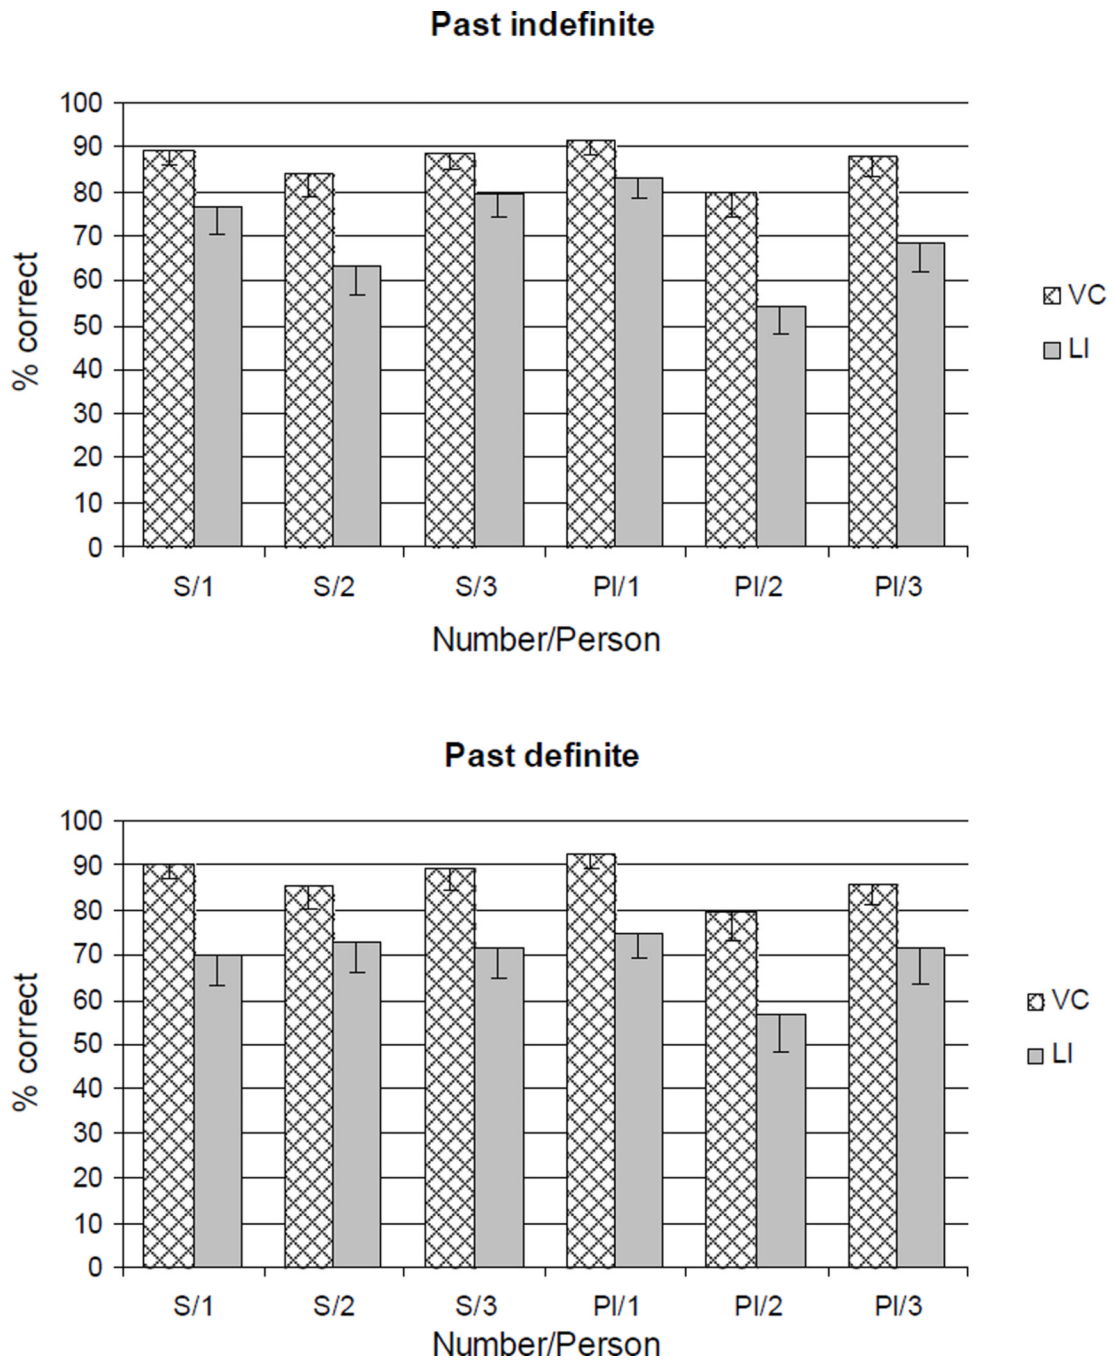 Past indefinite
100
90
80
70
60
50
40
30
20
10
0
% correct
S/1 S/2 S/3 Pl/1 Pl/2 Pl/3
Number/Person
VC
LI
Past definite
100
90
80
70
60
50
40
30
20
10
0
% correct
S/1 S/2 S/3 Pl/1 Pl/2 Pl/3
Number/Person
VC
LI